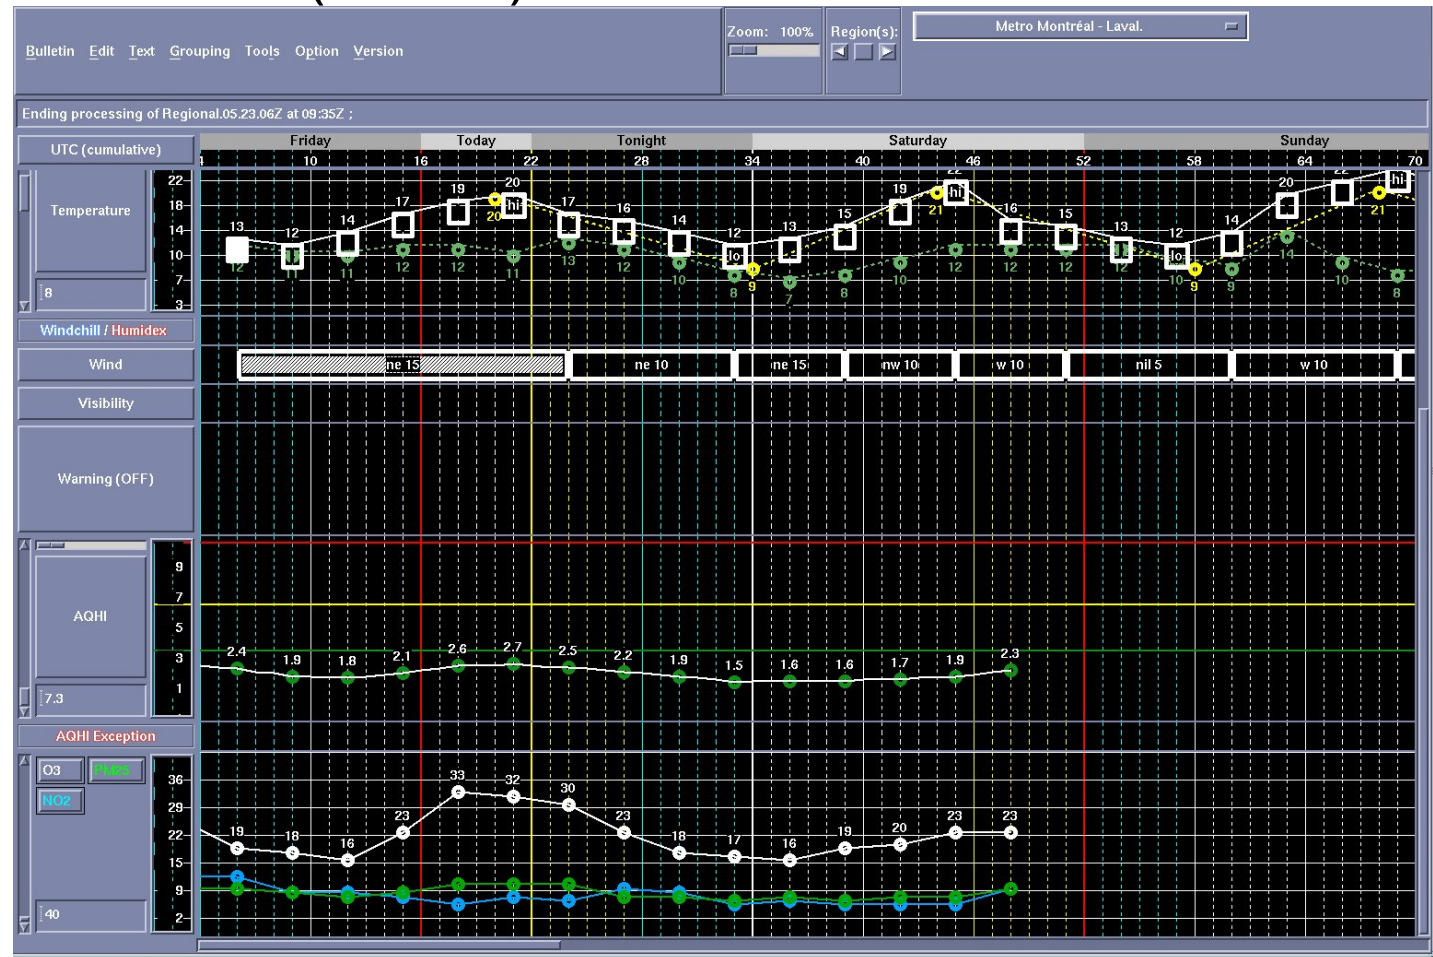 Zoom: 100% Region(s): Metro Montréal - Laval.
Bulletin Edit Text Grouping Tools Option Version
Ending processing of Regional.05.23.06Z at 09:35Z ;
UTC (cumulative) Friday Today Tonight Saturday Sunday
4 10 16 22 28 34 40 46 52 58 64 70
Temperature
22
18
14
10
7
3
8
13 12 14 17 19 20 17 16 14 12 13 15 19 22 16 15 13 12 14 20 22
hi lo hi lo hi
20 9 21 9 21
12 11 11 12 12 11 13 12 10 8 7 8 10 12 12 12 12 10 9 14 10 8
Windchill / Humidex
Wind ne 15 ne 10 ne 15 nw 10 w 10 nil 5 w 10
Visibility
Warning (OFF)
AQHI
9
7
5
3
1
7.3
2.4 1.9 1.8 2.1 2.6 2.7 2.5 2.2 1.9 1.5 1.6 1.6 1.7 1.9 2.3
AQHI Exception
O3 PM25
NO2
36
29
22
15
9
2
40
19 18 16 23 33 32 30 23 18 17 16 19 20 23 23